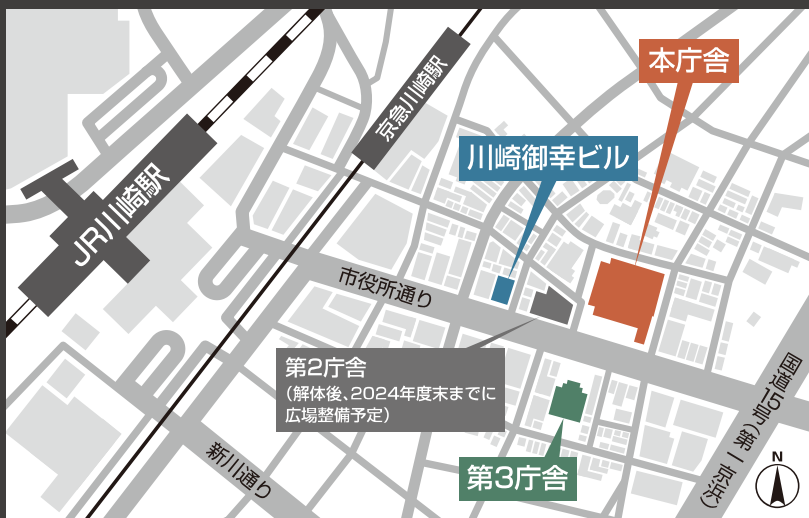 本庁舎
京急川崎駅
川崎御幸ビル
JR川崎駅
市役所通り
第2庁舎
(解体後、2024年度末までに
広場整備予定)
国道15号(第一京浜)
新川通り
第3庁舎
N